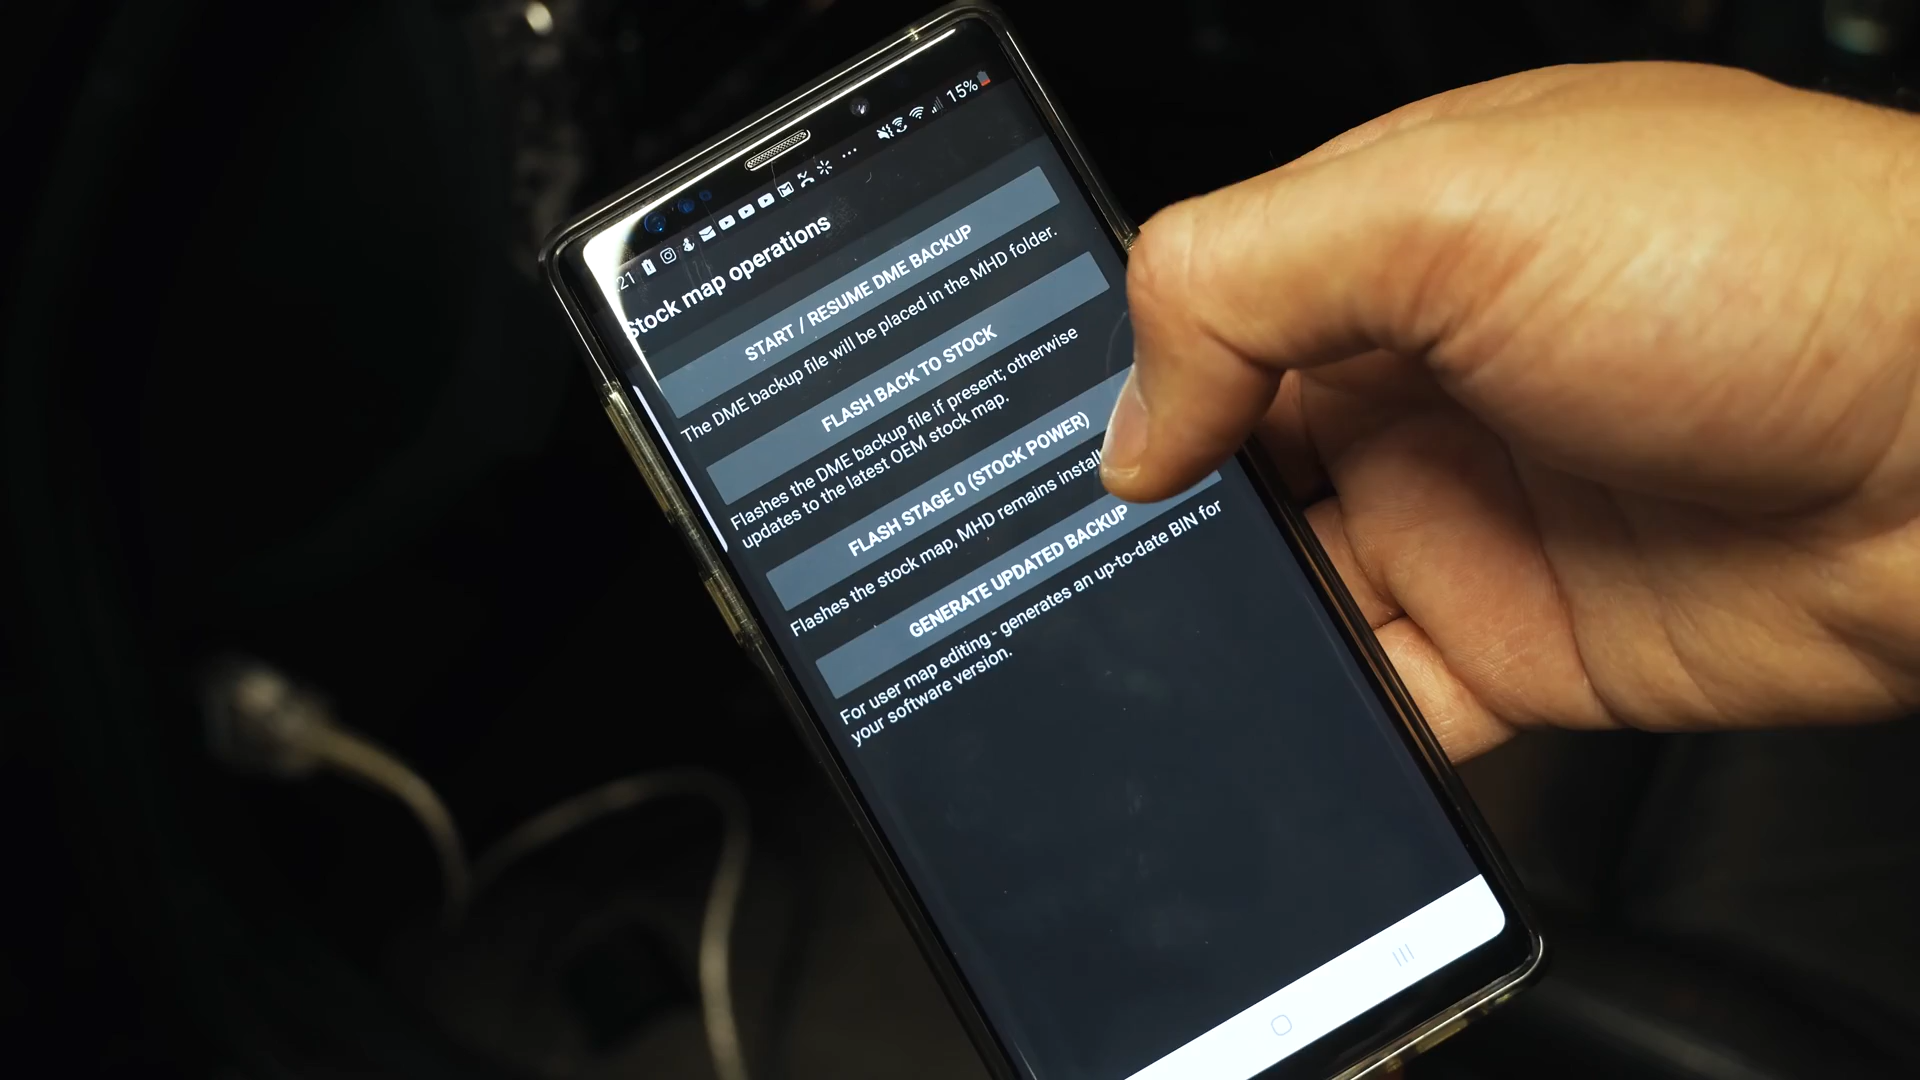 21
15%
Stock map operations
START / RESUME DME BACKUP
The DME backup file will be placed in the MHD folder.
FLASH BACK TO STOCK
Flashes the DME backup file if present; otherwise
updates to the latest OEM stock map.
FLASH STAGE 0 (STOCK POWER)
Flashes the stock map, MHD remains
GENERATE UPDATED BACKUP
For user map editing - generates an up-to-date BIN for
your software version.